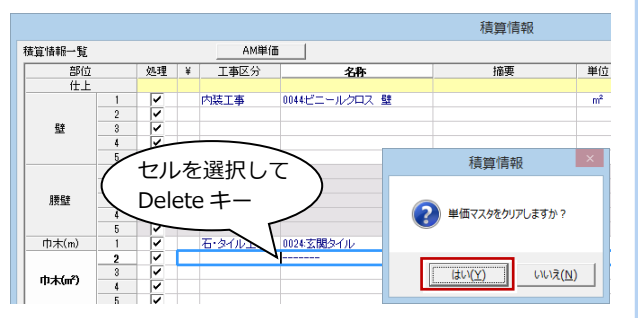 積算情報
積算情報一覧 AM単価
部位 処理 ¥ 工事区分 名称 摘要 単位
仕上
壁 1 内装工事 0044:ビニールクロス 壁 ㎡
2
3
4
5
セルを選択して
Delete キー
腰壁
4
5
巾木(m) 1 石・タイル工 0024:玄関タイル
巾木(㎡) 2 -------
3
4
5
積算情報 ×
単価マスタをクリアしますか？
はい(Y) いいえ(N)